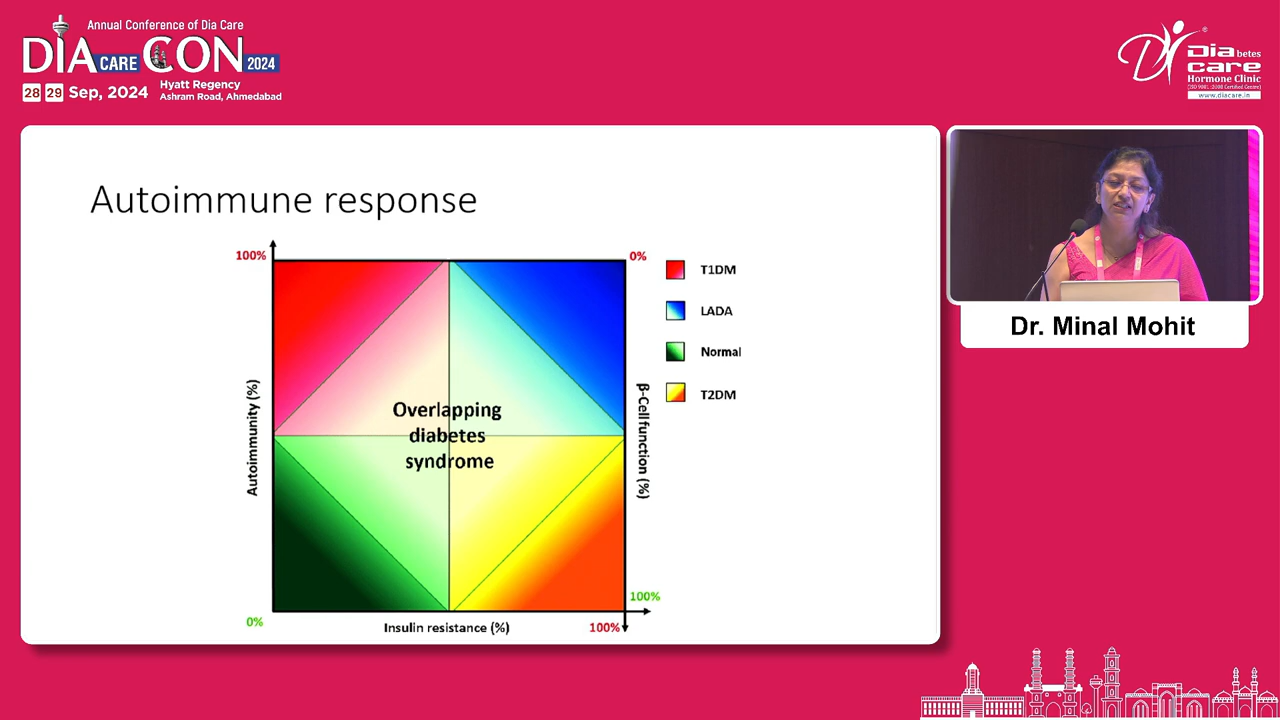 Annual Conference of Dia Care
DIA CARE CON 2024
28 29 Sep, 2024
Hyatt Regency
Ashram Road, Ahmedabad
Diabetes
care
Hormone Clinic
(ISO 9001 :2008 Certified Centre)
www.diacare.in
Autoimmune response
100%
0%
T1DM
LADA
Normal
T2DM
Autoimmunity (%)
Overlapping
diabetes
syndrome
β-Cell function (%)
0%
Insulin resistance (%)
100%
100%
Dr. Minal Mohit